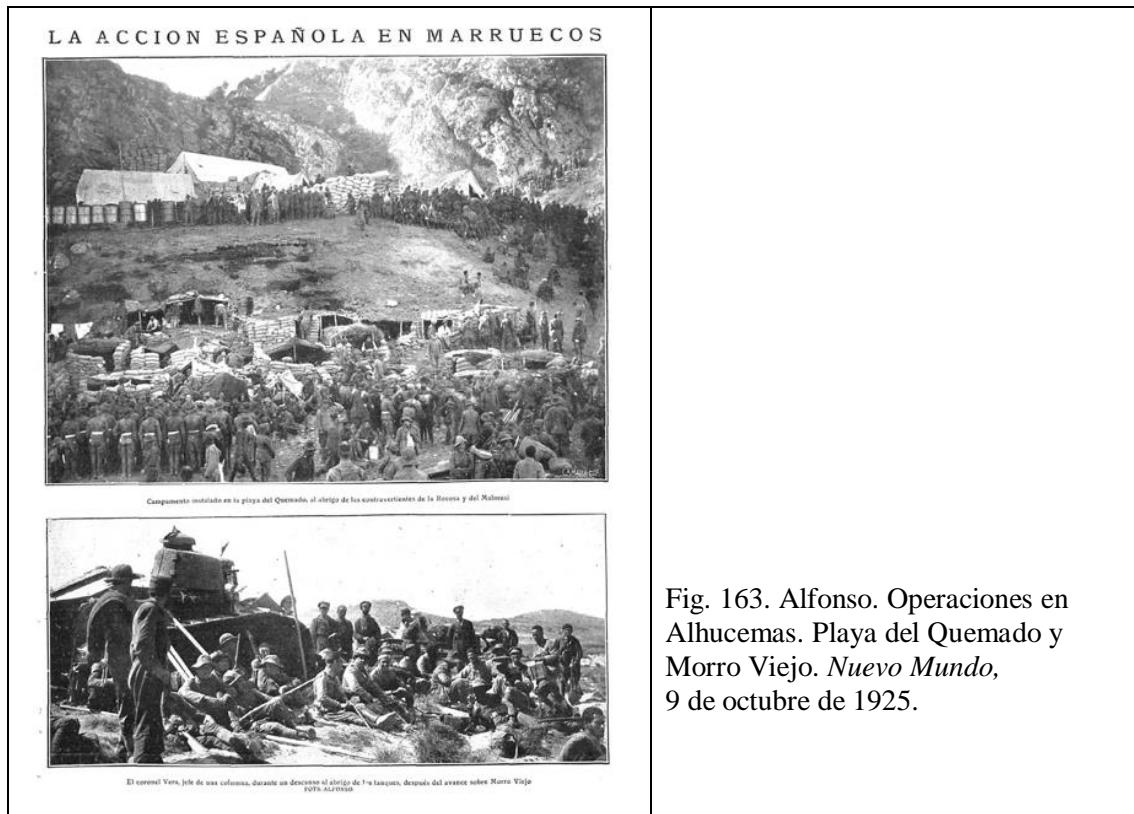 LA ACCION ESPAÑOLA EN MARRUECOS
Campamento instalado en la playa del Quemado, al abrigo de las contravertientes de la Rocosa y del Malmusi
El coronel Vera, jefe de una columna, durante un descanso al abrigo de los tanques, después del avance sobre Morro Viejo
FOTS. ALFONSO
Fig. 163. Alfonso. Operaciones en
Alhucemas. Playa del Quemado y
Morro Viejo. Nuevo Mundo,
9 de octubre de 1925.